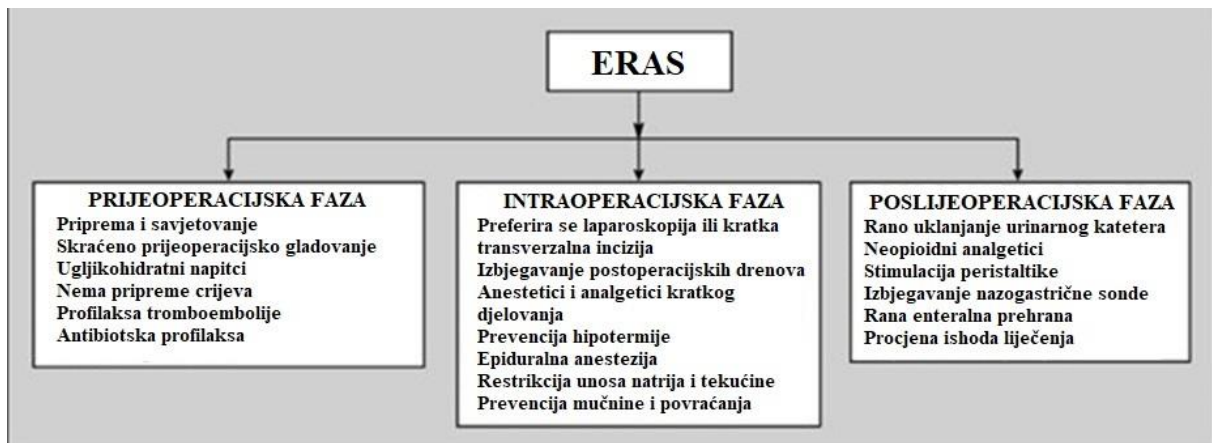 ERAS
PRIJEOPERACIJSKA FAZA
Priprema i savjetovanje
Skraćeno prijeoperacijsko gladovanje
Ugljikohidratni napitci
Nema pripreme crijeva
Profilaksa tromboembolije
Antibiotska profilaksa
INTRAOPERACIJSKA FAZA
Preferira se laparoskopija ili kratka
transverzalna incizija
Izbjegavanje postoperacijskih drenova
Anestetici i analgetici kratkog
djelovanja
Prevencija hipotermije
Epiduralna anestezija
Restrikcija unosa natrija i tekućine
Prevencija mučnine i povraćanja
POSLIJEOPERACIJSKA FAZA
Rano uklanjanje urinarnog katetera
Neopioidni analgetici
Stimulacija peristaltike
Izbjegavanje nazogastrične sonde
Rana enteralna prehrana
Procjena ishoda liječenja